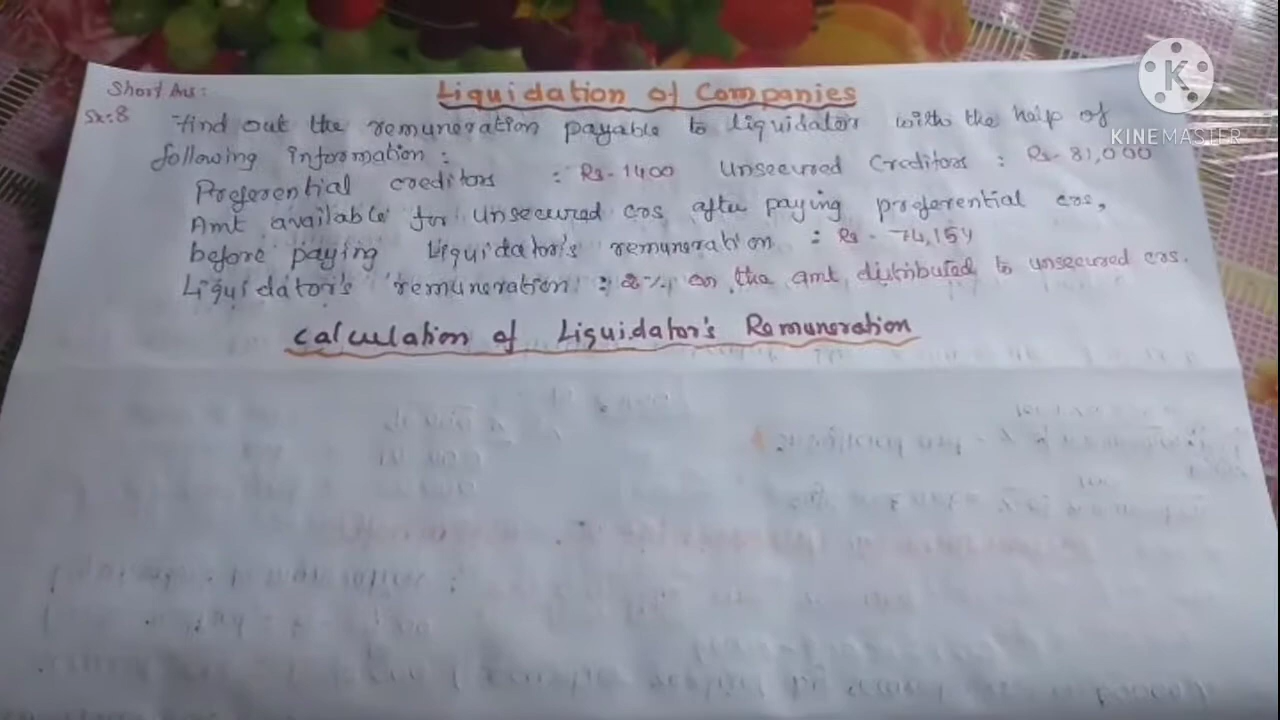 Short Ans:
Liquidation of Companies
Sx:8 Find out the remuneration payable to liquidator with the help of
following information:
Preferential creditors : Rs. 1400 Unsecured Creditors : Rs. 81,000
Amt available for unsecured crs after paying preferential crs,
before paying Liquidator's remuneration : Rs. 74,154
Liquidator's remuneration : 2% on the amt distributed to unsecured crs.
Calculation of Liquidator's Remuneration
K
KINEMASTER